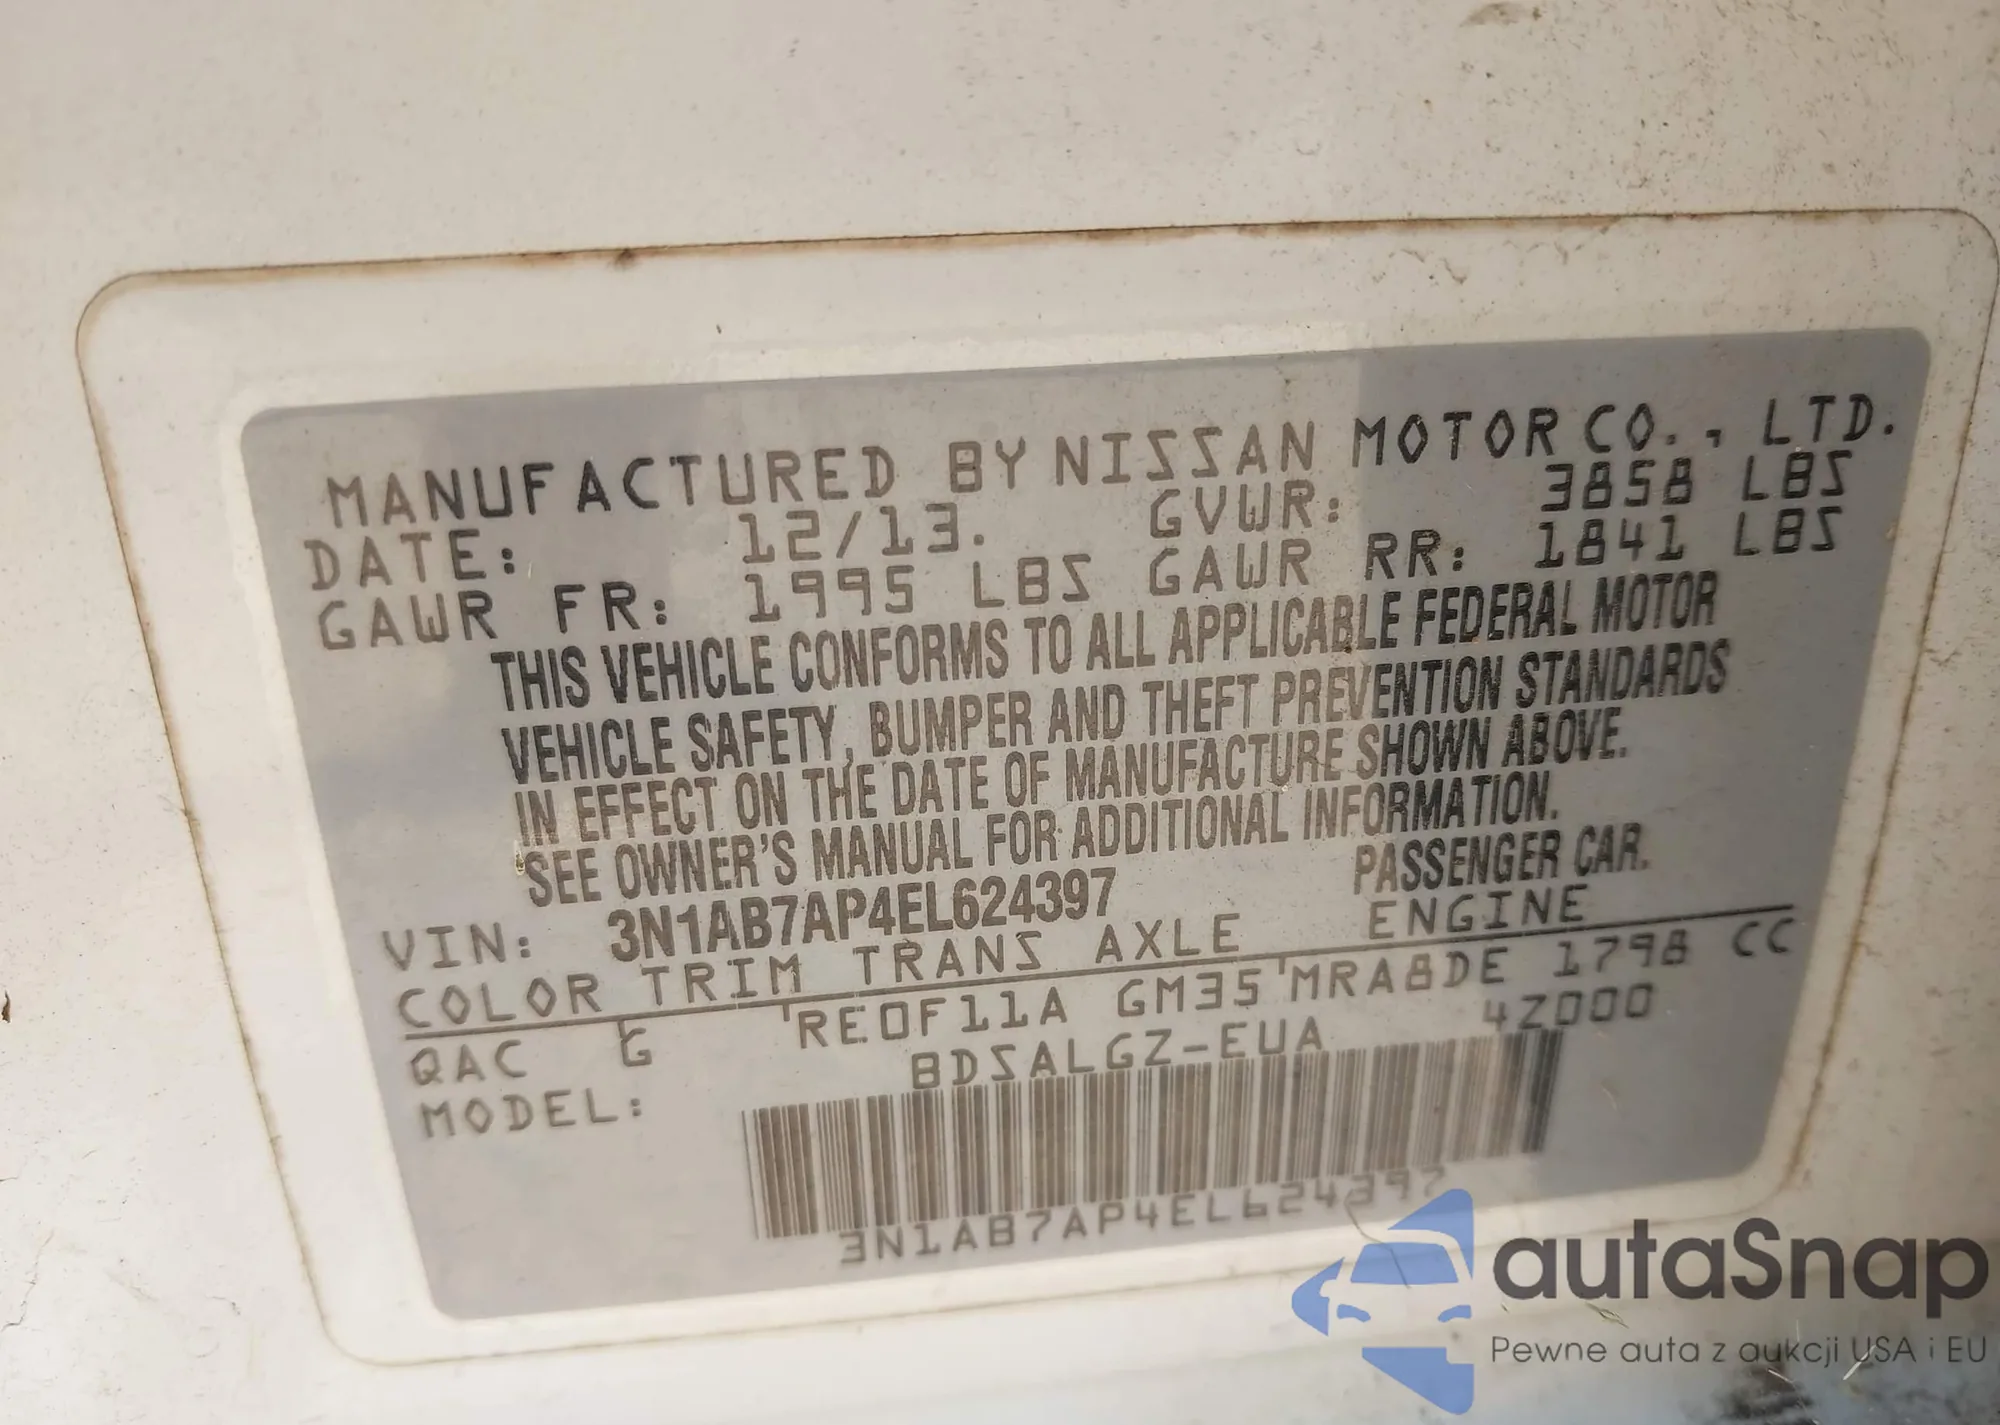 MANUFACTURED BY NISSAN MOTOR CO., LTD.
DATE: 12/13. GVWR: 3858 LBS
GAWR FR: 1995 LBS GAWR RR: 1841 LBS
THIS VEHICLE CONFORMS TO ALL APPLICABLE FEDERAL MOTOR
VEHICLE SAFETY, BUMPER AND THEFT PREVENTION STANDARDS
IN EFFECT ON THE DATE OF MANUFACTURE SHOWN ABOVE.
SEE OWNER'S MANUAL FOR ADDITIONAL INFORMATION.
VIN: 3N1AB7AP4EL624397 PASSENGER CAR.
COLOR TRIM TRANS AXLE ENGINE
QAC G RE0F11A GM35 MRA8DE 1798 CC
MODEL: BDSALGZ-EUA 4Z000
3N1AB7AP4EL624397
autaSnap
Pewne auta z aukcji USA i EU